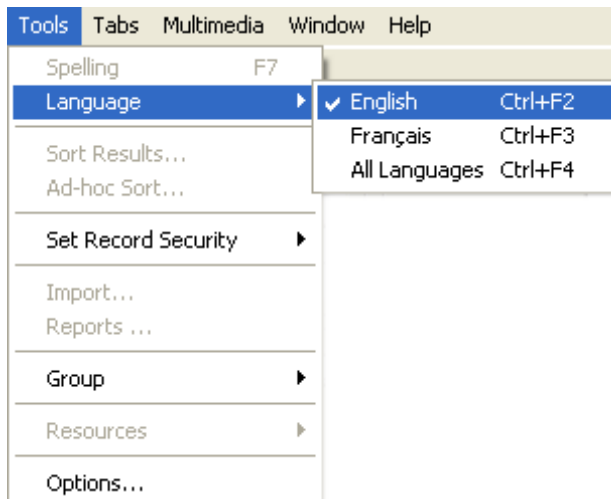 Tools Tabs Multimedia Window Help
Spelling F7
Language
English Ctrl+F2
Français Ctrl+F3
All Languages Ctrl+F4
Sort Results...
Ad-hoc Sort...
Set Record Security
Import...
Reports ...
Group
Resources
Options...